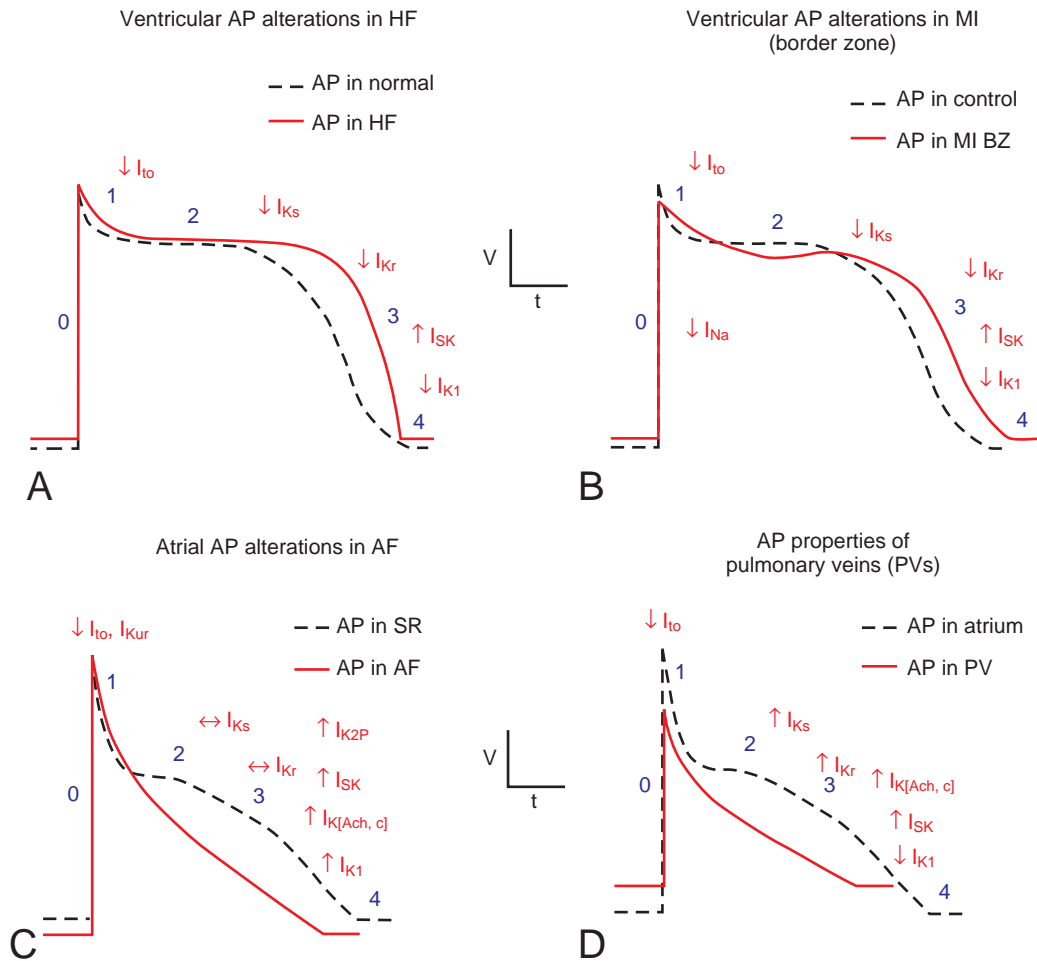 Ventricular AP alterations in HF
AP in normal
AP in HF
↓ Ito
1
2
↓ IKs
↓ IKr
0
3
↑ ISK
↓ IK1
4
A
V
t
Ventricular AP alterations in MI
(border zone)
AP in control
AP in MI BZ
↓ Ito
1
2
↓ IKs
↓ IKr
0
3
↓ INa
↑ ISK
↓ IK1
4
B
Atrial AP alterations in AF
AP in SR
AP in AF
↓ Ito, IKur
1
↔ IKs
↑ IK2P
2
↔ IKr
↑ ISK
0
3
↑ IK[Ach, c]
↑ IK1
4
C
V
t
AP properties of
pulmonary veins (PVs)
AP in atrium
AP in PV
↓ Ito
1
↑ IKs
2
↑ IKr
0
3
↑ IK[Ach, c]
↑ ISK
↓ IK1
4
D